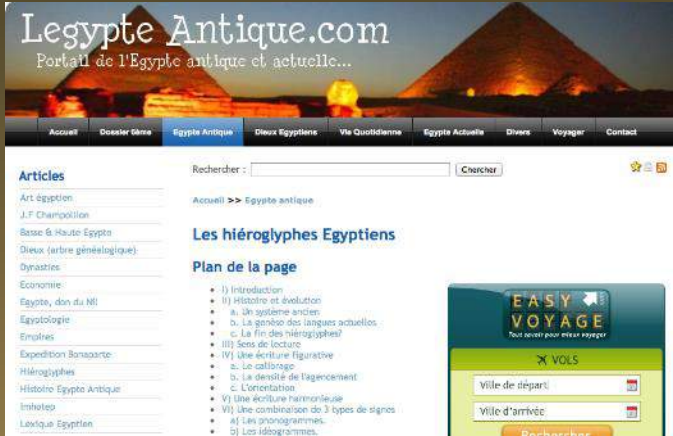 Legypte Antique.com
Portail de l'Egypte antique et actuelle...
Accueil Dossier 6ème Egypte Antique Dieux Egyptiens Vie Quotidienne Egypte Actuelle Divers Voyager Contact
Rechercher : Chercher
Articles
Art égyptien
J.F Champollion
Basse & Haute Egypte
Dieux (arbre généalogique)
Dynasties
Economie
Egypte, don du Nil
Egyptologie
Empires
Expedition Bonaparte
Hiéroglyphes
Histoire Egypte Antique
Imhotep
Lexique Egyptien
Accueil >> Egypte antique
Les hiéroglyphes Egyptiens
Plan de la page
I) Introduction
II) Histoire et évolution
a. Un système ancien
b. La genèse des langues actuelles
c. La fin des hiéroglyphes?
III) Sens de lecture
IV) Une écriture figurative
a. Le calibrage
b. La densité de l'agencement
c. L'orientation
V) Une écriture harmonieuse
VI) Une combinaison de 3 types de signes
a) Les phonogrammes.
b) Les idéogrammes.
EASY
VOYAGE
Tout savoir pour mieux voyager
VOLS
Ville de départ
Ville d'arrivée
Rechercher